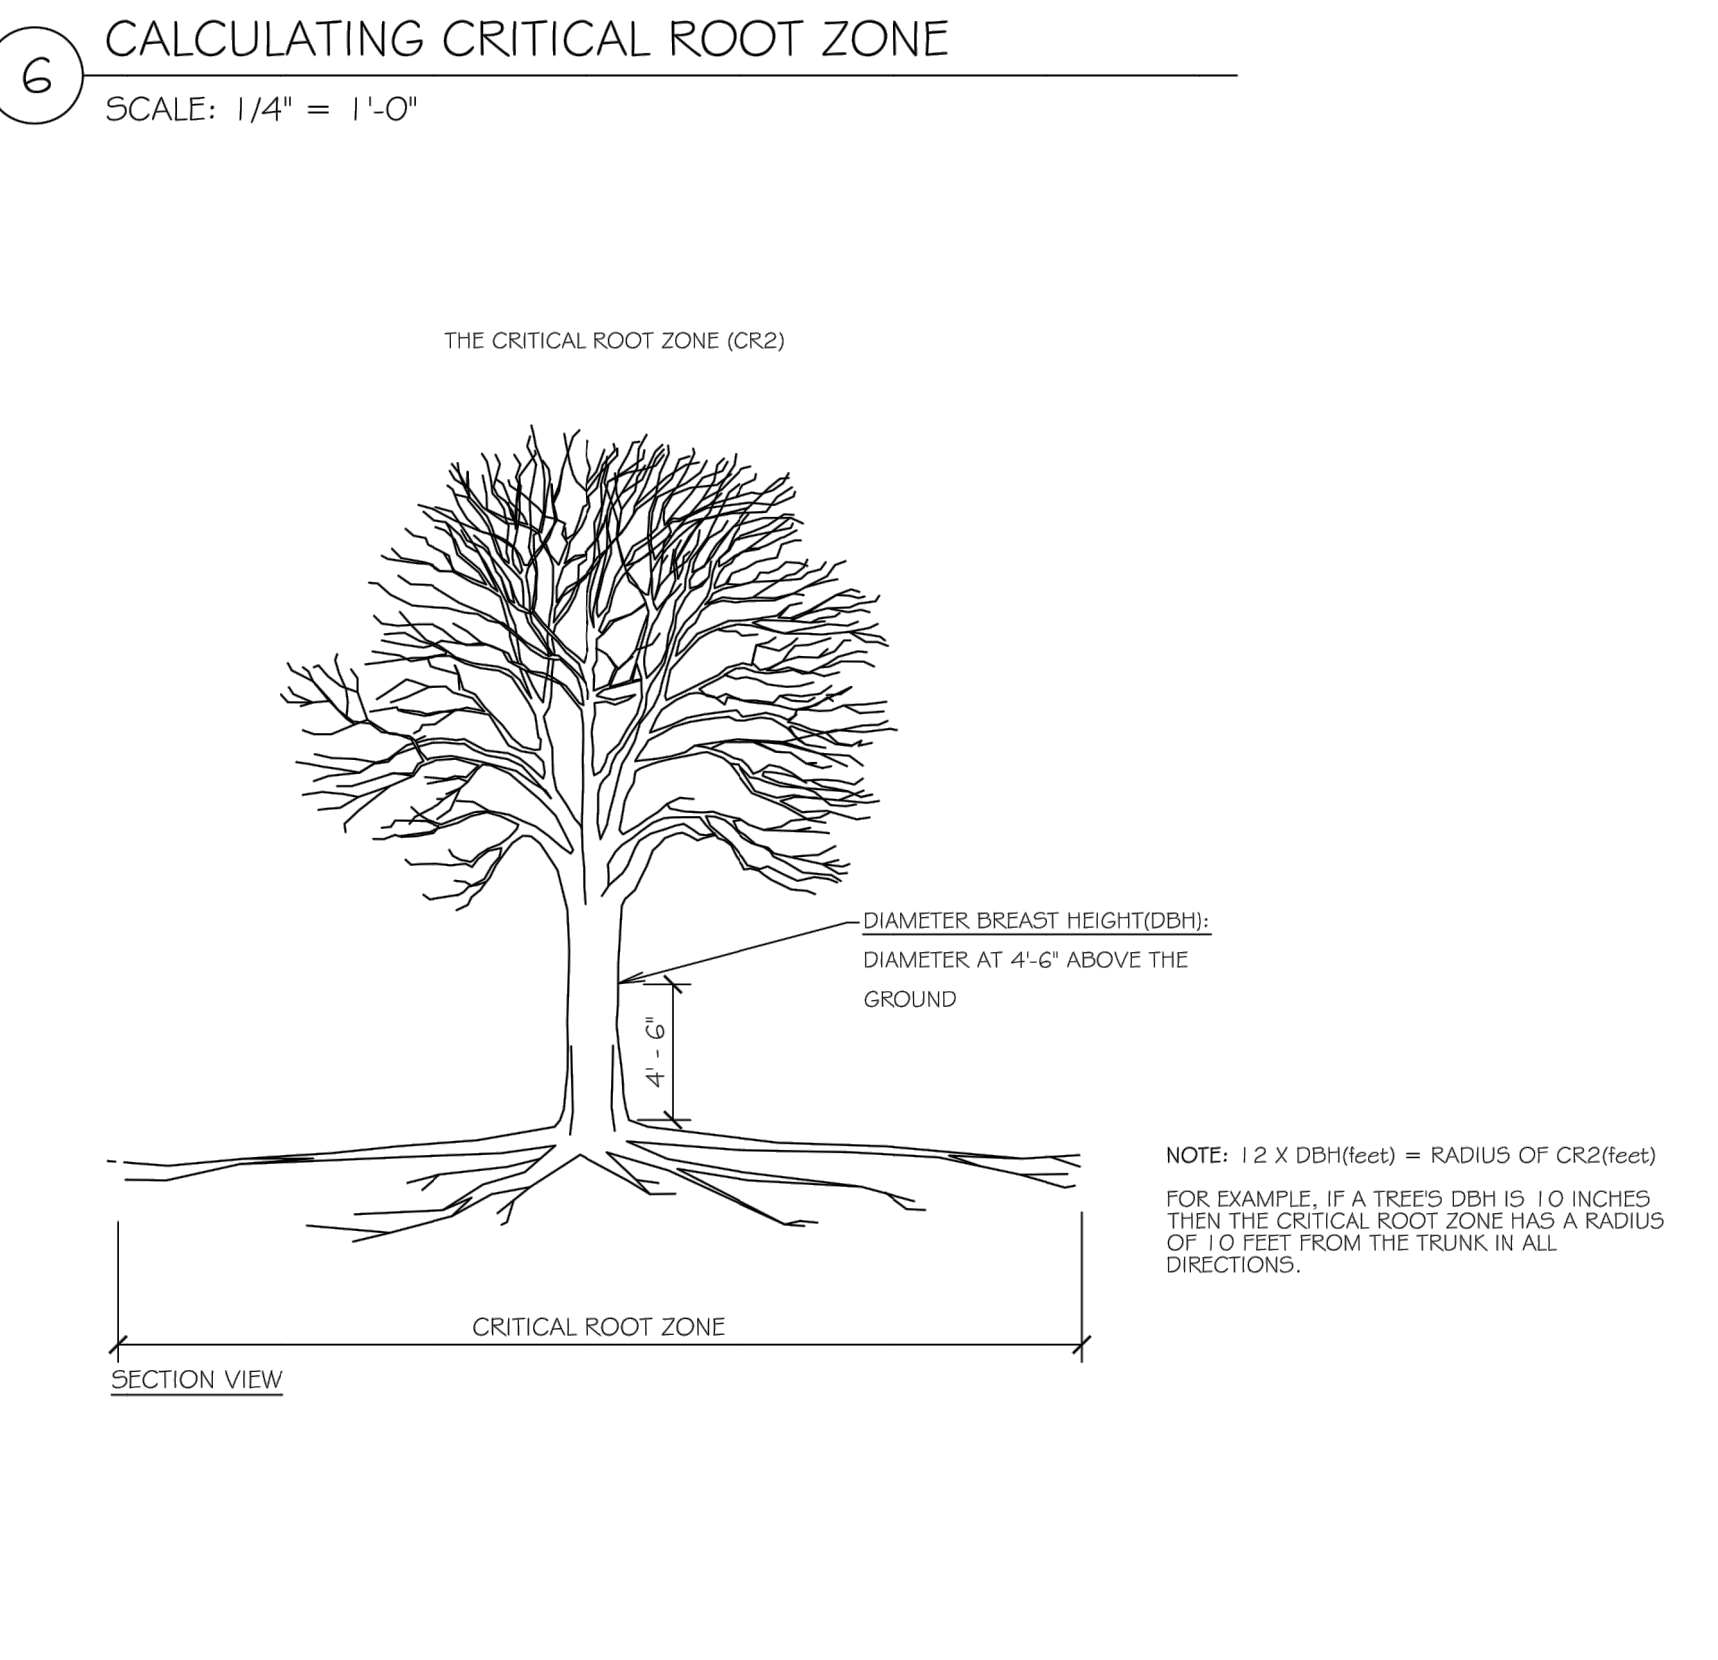 6
CALCULATING CRITICAL ROOT ZONE
SCALE: 1/4" = 1'-0"
THE CRITICAL ROOT ZONE (CR2)
DIAMETER BREAST HEIGHT(DBH):
DIAMETER AT 4'-6" ABOVE THE
GROUND
4' - 6"
NOTE: 12 X DBH(feet) = RADIUS OF CR2(feet)
FOR EXAMPLE, IF A TREE'S DBH IS 10 INCHES
THEN THE CRITICAL ROOT ZONE HAS A RADIUS
OF 10 FEET FROM THE TRUNK IN ALL
DIRECTIONS.
CRITICAL ROOT ZONE
SECTION VIEW